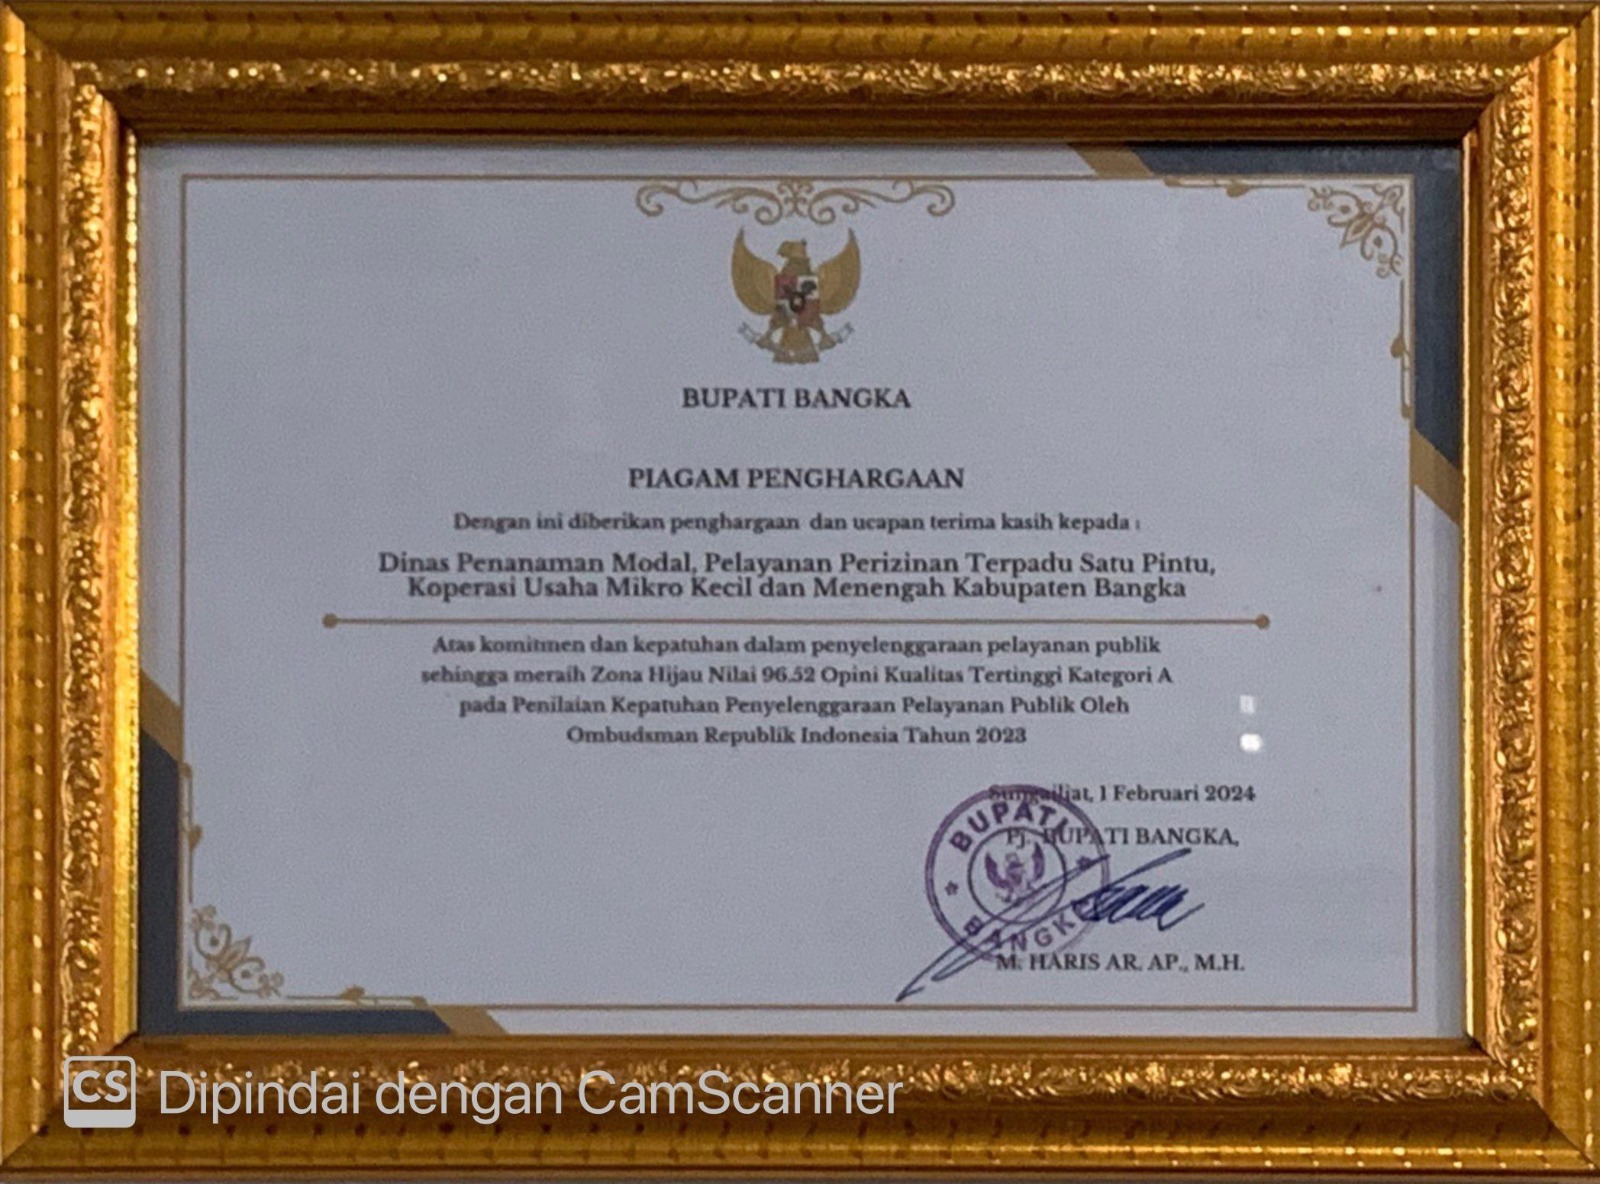 BUPATI BANGKA
PIAGAM PENGHARGAAN
Dengan ini diberikan penghargaan dan ucapan terima kasih kepada :
Dinas Penanaman Modal, Pelayanan Perizinan Terpadu Satu Pintu,
Koperasi Usaha Mikro Kecil dan Menengah Kabupaten Bangka
Atas komitmen dan kepatuhan dalam penyelenggaraan pelayanan publik
sehingga meraih Zona Hijau Nilai 96.52 Opini Kualitas Tertinggi Kategori A
pada Penilaian Kepatuhan Penyelenggaraan Pelayanan Publik Oleh
Ombudsman Republik Indonesia Tahun 2023
Sungailiat, 1 Februari 2024
Pj. BUPATI BANGKA,
BUPATI
BANGKA
M. HARIS AR. AP., M.H.
CS Dipindai dengan CamScanner